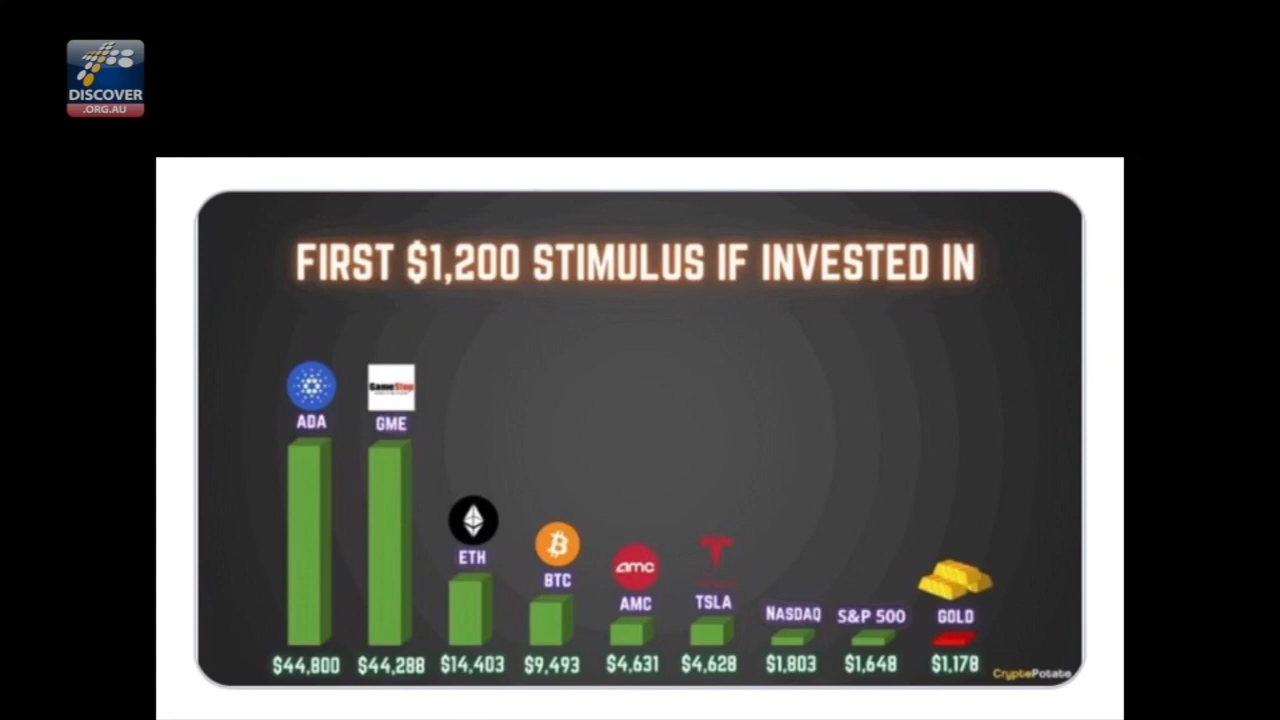 DISCOVER
.ORG.AU
FIRST $1,200 STIMULUS IF INVESTED IN
GameStop
ADA
GME
ETH
BTC
amc
AMC
TSLA
NASDAQ
S&P 500
GOLD
$44,800 $44,288 $14,403 $9,493 $4,631 $4,628 $1,803 $1,648 $1,178
CryptoPotato